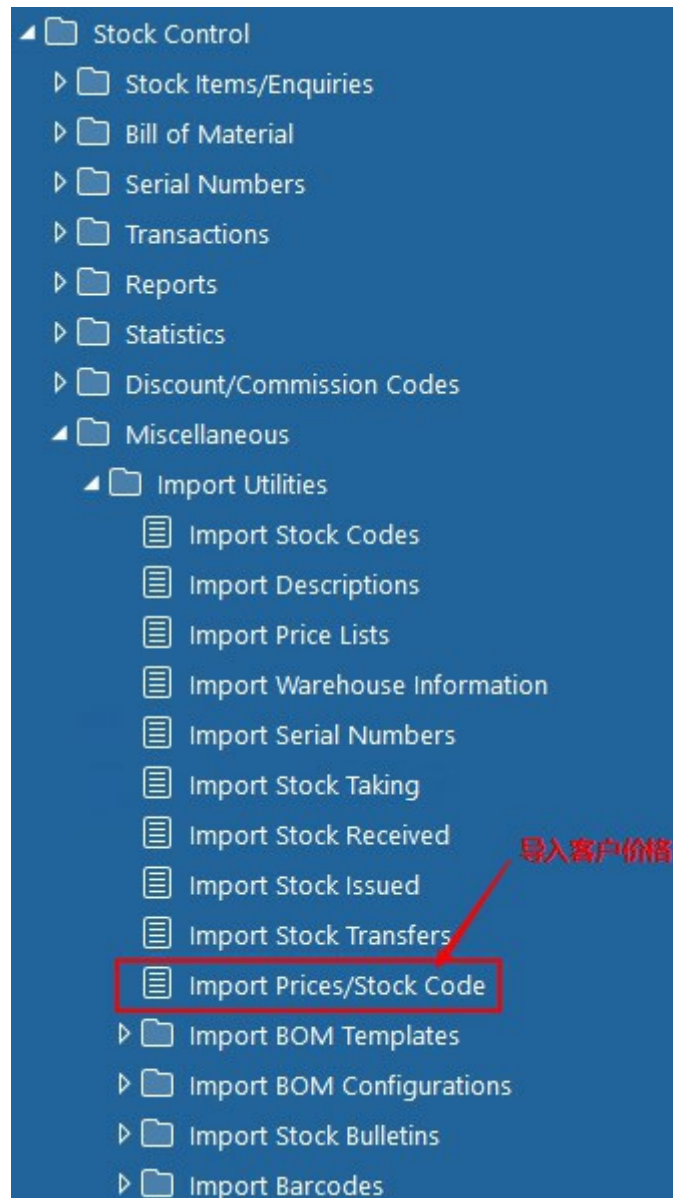 Stock Control
Stock Items/Enquiries
Bill of Material
Serial Numbers
Transactions
Reports
Statistics
Discount/Commission Codes
Miscellaneous
Import Utilities
Import Stock Codes
Import Descriptions
Import Price Lists
Import Warehouse Information
Import Serial Numbers
Import Stock Taking
Import Stock Received
导入客户价格
Import Stock Issued
Import Stock Transfers
Import Prices/Stock Code
Import BOM Templates
Import BOM Configurations
Import Stock Bulletins
Import Barcodes